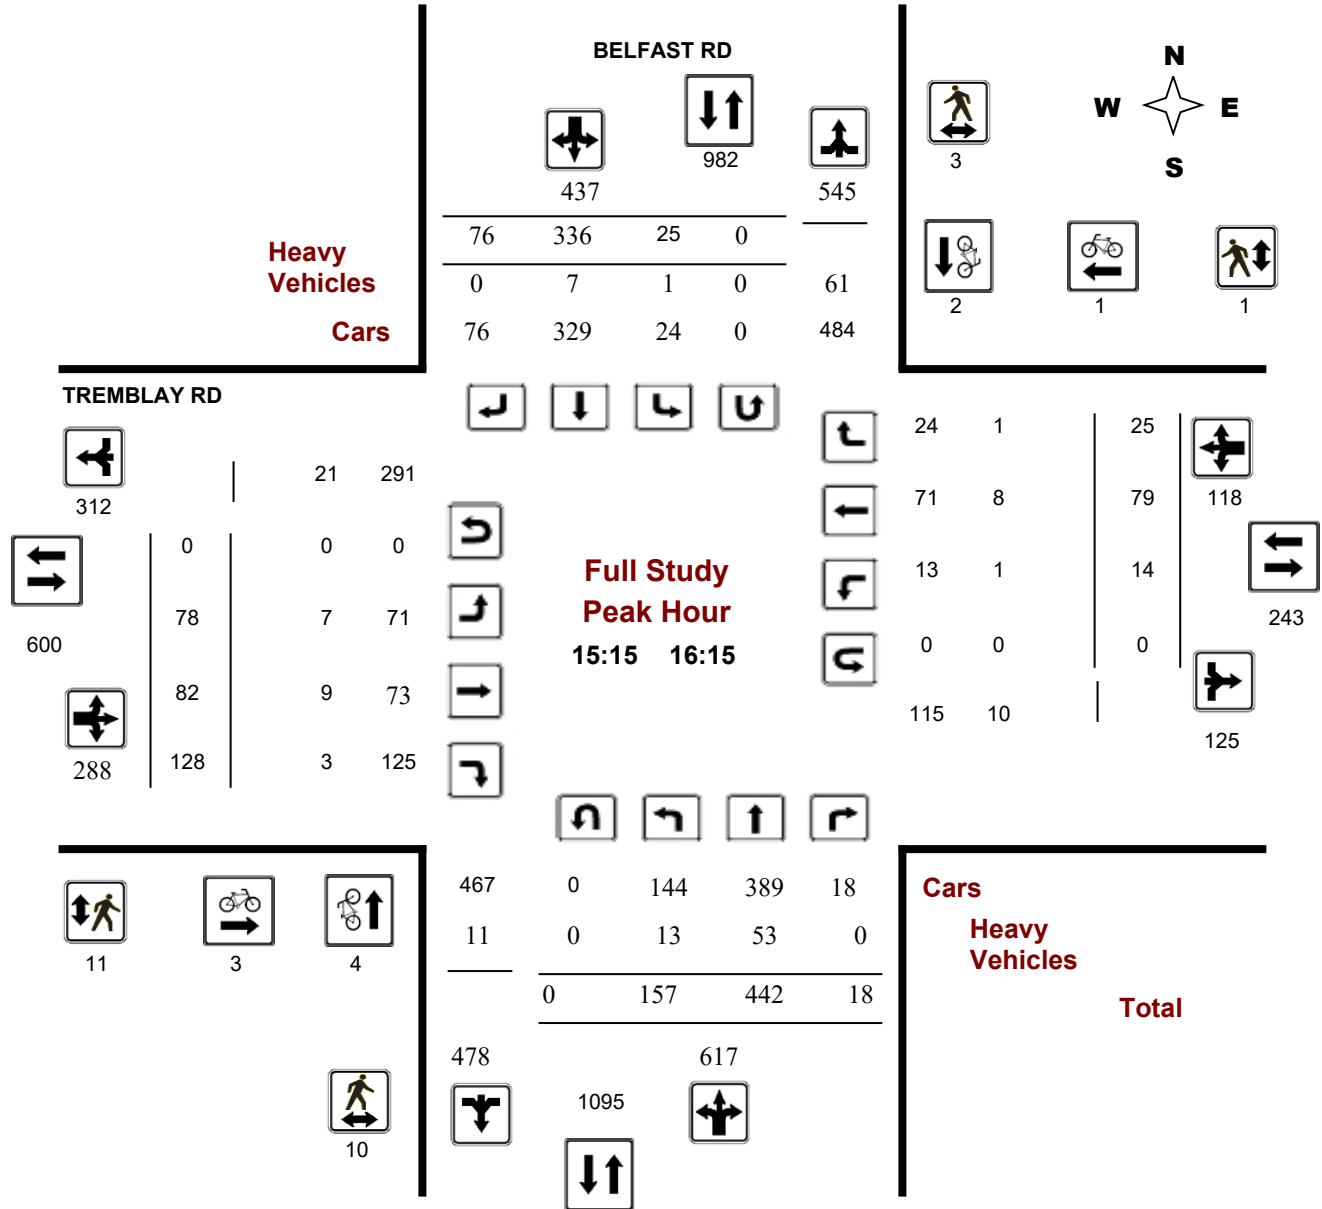 BELFAST RD
N
W E
S
982
3
437 545
76 336 25 0
Heavy
Vehicles
0 7 1 0 61
2 1 1
Cars 76 329 24 0 484
TREMBLAY RD
24 1 25
21 291
312
71 8 79 118
0 0 0
Full Study
13 1 14
78 7 71
Peak Hour
243
600
15:15 16:15
0 0 0
82 9 73
115 10
125
288 128 3 125
467 0 144 389 18
Cars
11 0 13 53 0
Heavy
Vehicles
11 3 4
0 157 442 18
Total
478 617
1095
10